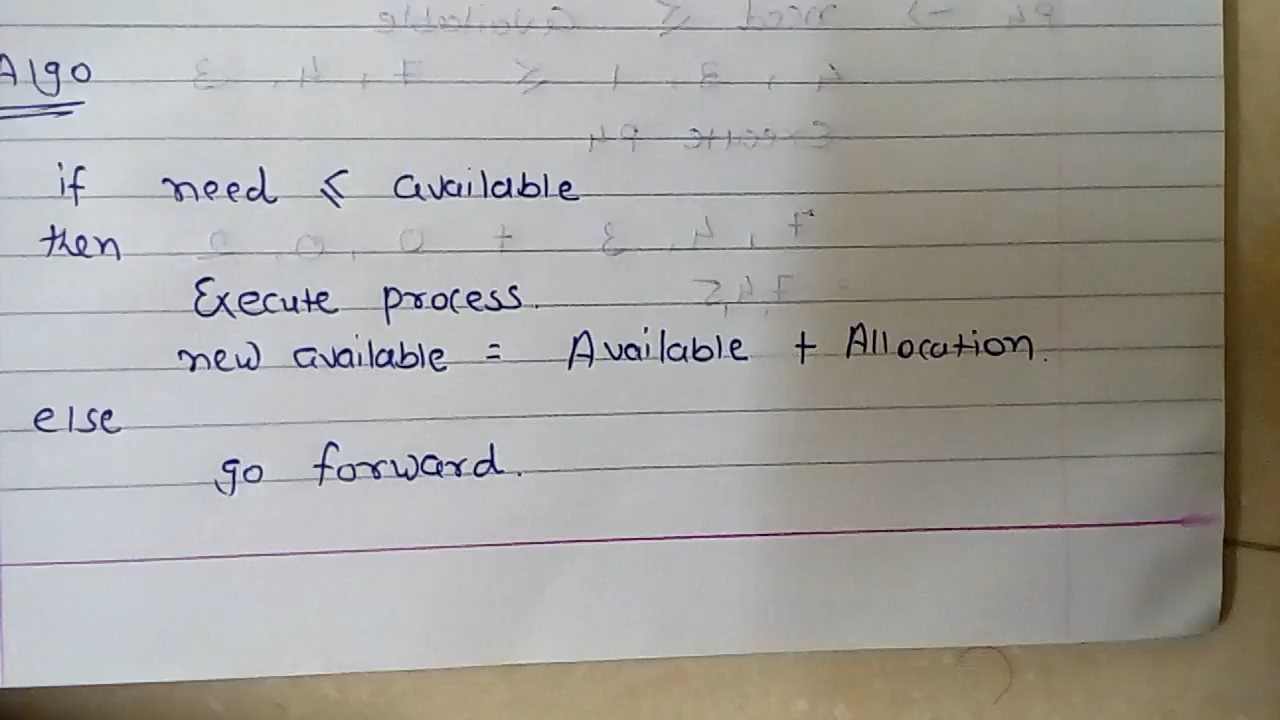 Algo
if need ≤ available
then
Execute process.
new available = Available + Allocation.
else
go forward.